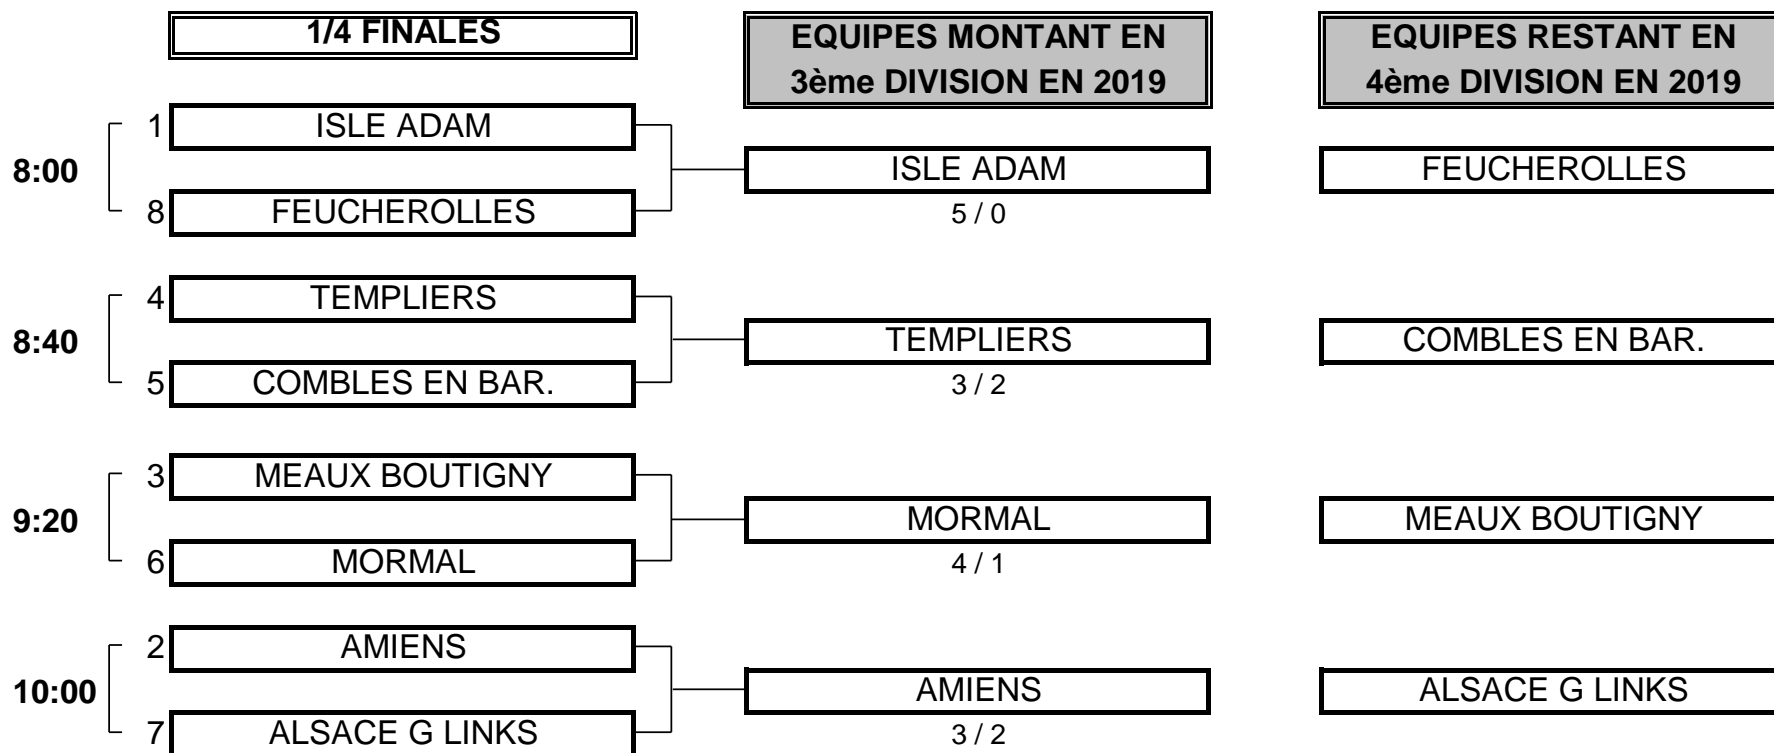 1/4 FINALES
EQUIPES MONTANT EN
3ème DIVISION EN 2019
EQUIPES RESTANT EN
4ème DIVISION EN 2019
1 ISLE ADAM
8:00
ISLE ADAM
FEUCHEROLLES
8 FEUCHEROLLES
5 / 0
4 TEMPLIERS
8:40
TEMPLIERS
COMBLES EN BAR.
5 COMBLES EN BAR.
3 / 2
3 MEAUX BOUTIGNY
9:20
MORMAL
MEAUX BOUTIGNY
6 MORMAL
4 / 1
2 AMIENS
10:00
AMIENS
ALSACE G LINKS
7 ALSACE G LINKS
3 / 2